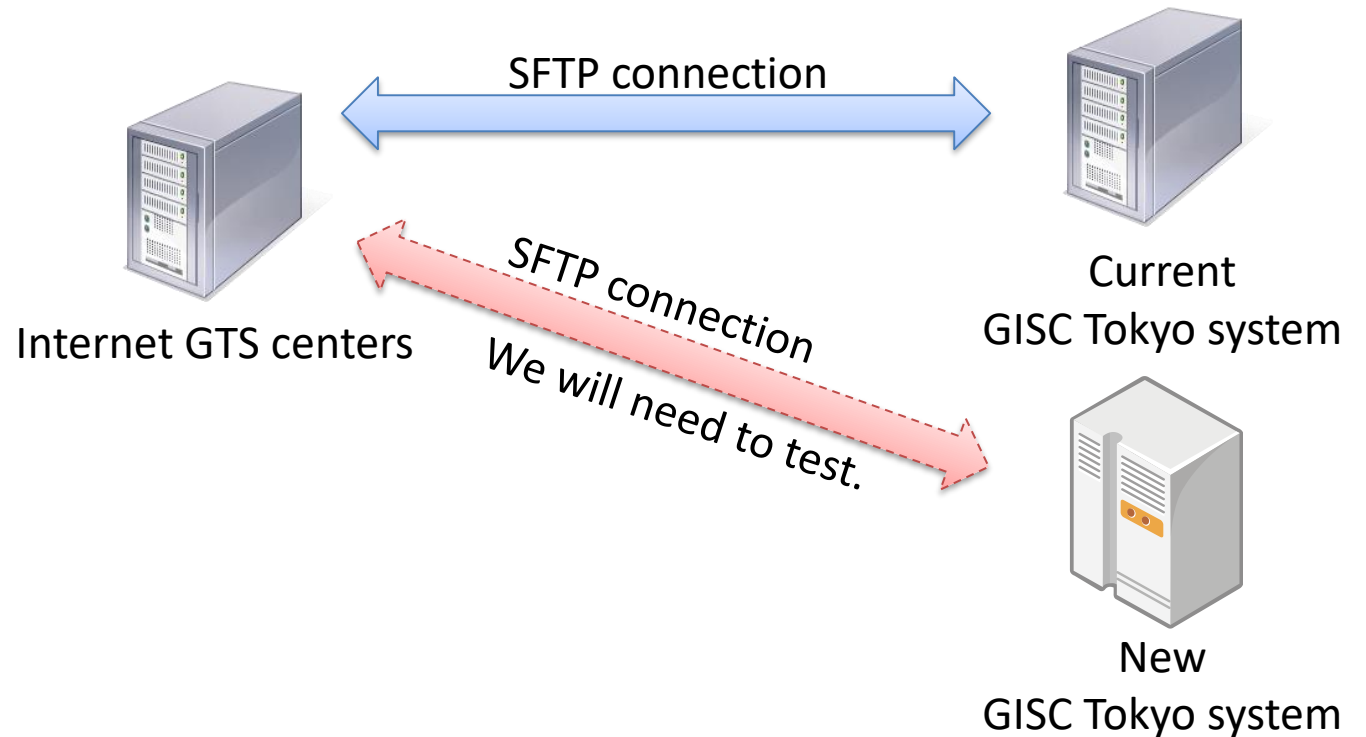 SFTP connection
Internet GTS centers
Current
GISC Tokyo system
SFTP connection
We will need to test.
New
GISC Tokyo system